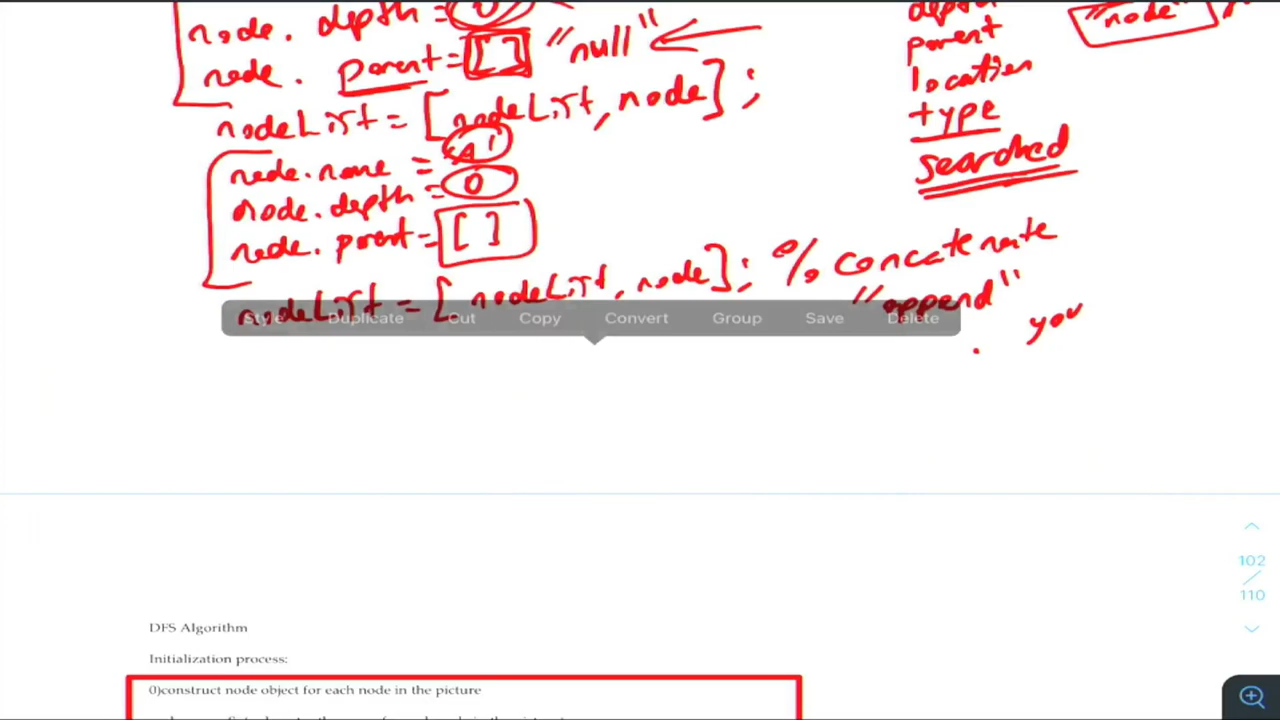 node. depth = 0
node. parent = [ ] "null"
nodeList = [nodeList, node] ;
node.name = 'A'
node.depth = 0
node. parent = [ ]
nodeList = [ nodeList, node] ; % concatenate
"append"
you
depth
parent
location
type
searched
"node"
Style Duplicate Cut Copy Convert Group Save Delete
102
/
110
DFS Algorithm
Initialization process:
0)construct node object for each node in the picture